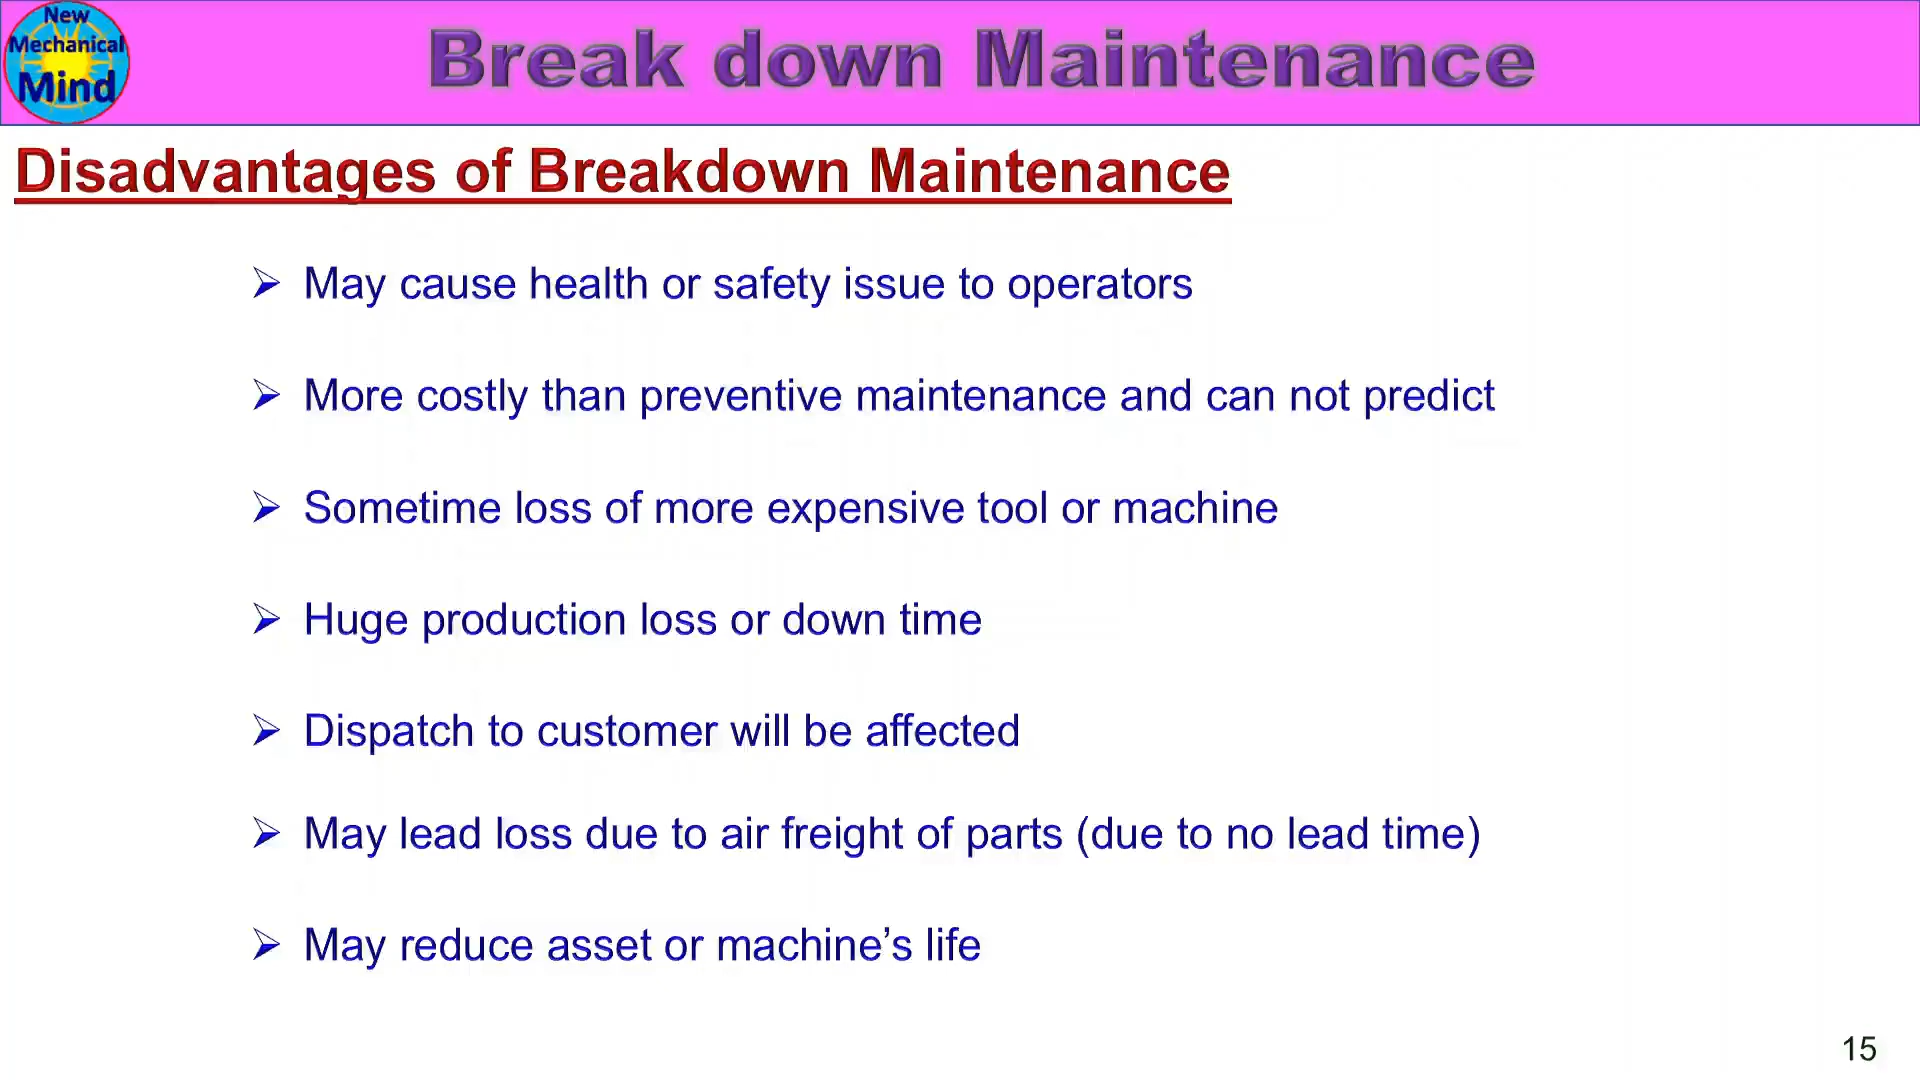 New
Mechanical
Mind
Break down Maintenance
Disadvantages of Breakdown Maintenance
➢ May cause health or safety issue to operators
➢ More costly than preventive maintenance and can not predict
➢ Sometime loss of more expensive tool or machine
➢ Huge production loss or down time
➢ Dispatch to customer will be affected
➢ May lead loss due to air freight of parts (due to no lead time)
➢ May reduce asset or machine’s life
15